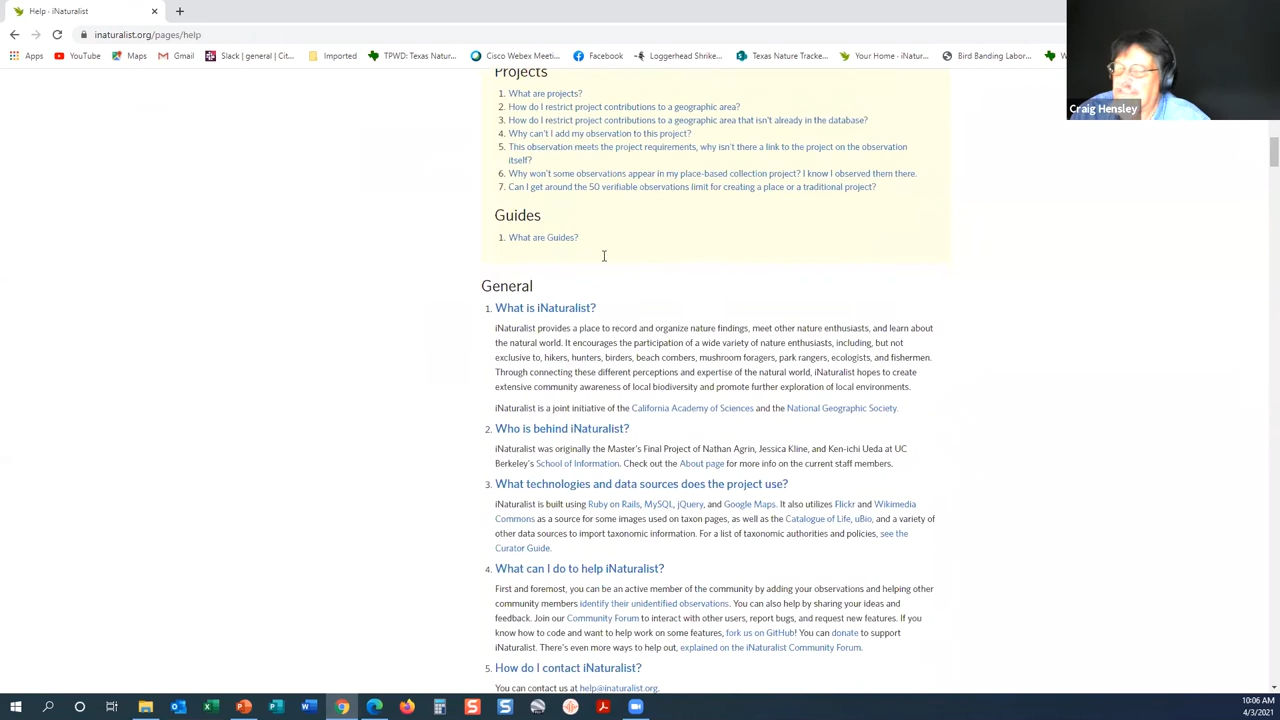 Help · iNaturalist
inaturalist.org/pages/help
Apps YouTube Maps Gmail Slack | general | Cit... Imported TPWD: Texas Natur... Cisco Webex Meeti... Facebook Loggerhead Shrike... Texas Nature Tracke... Your Home · iNatur... Bird Banding Labor...
Projects
1. What are projects?
2. How do I restrict project contributions to a geographic area?
3. How do I restrict project contributions to a geographic area that isn't already in the database?
4. Why can't I add my observation to this project?
5. This observation meets the project requirements, why isn't there a link to the project on the observation
itself?
6. Why won't some observations appear in my place-based collection project? I know I observed them there.
7. Can I get around the 50 verifiable observations limit for creating a place or a traditional project?
Guides
1. What are Guides?
General
1. What is iNaturalist?
iNaturalist provides a place to record and organize nature findings, meet other nature enthusiasts, and learn about
the natural world. It encourages the participation of a wide variety of nature enthusiasts, including, but not
exclusive to, hikers, hunters, birders, beach combers, mushroom foragers, park rangers, ecologists, and fishermen.
Through connecting these different perceptions and expertise of the natural world, iNaturalist hopes to create
extensive community awareness of local biodiversity and promote further exploration of local environments.
iNaturalist is a joint initiative of the California Academy of Sciences and the National Geographic Society.
2. Who is behind iNaturalist?
iNaturalist was originally the Master's Final Project of Nathan Agrin, Jessica Kline, and Ken-ichi Ueda at UC
Berkeley's School of Information. Check out the About page for more info on the current staff members.
3. What technologies and data sources does the project use?
iNaturalist is built using Ruby on Rails, MySQL, jQuery, and Google Maps. It also utilizes Flickr and Wikimedia
Commons as a source for some images used on taxon pages, as well as the Catalogue of Life, uBio, and a variety of
other data sources to import taxonomic information. For a list of taxonomic authorities and policies, see the
Curator Guide.
4. What can I do to help iNaturalist?
First and foremost, you can be an active member of the community by adding your observations and helping other
community members identify their unidentified observations. You can also help by sharing your ideas and
feedback. Join our Community Forum to interact with other users, report bugs, and request new features. If you
know how to code and want to help work on some features, fork us on GitHub! You can donate to support
iNaturalist. There's even more ways to help out, explained on the iNaturalist Community Forum.
5. How do I contact iNaturalist?
You can contact us at help@inaturalist.org.
Craig Hensley
10:06 AM
4/3/2021